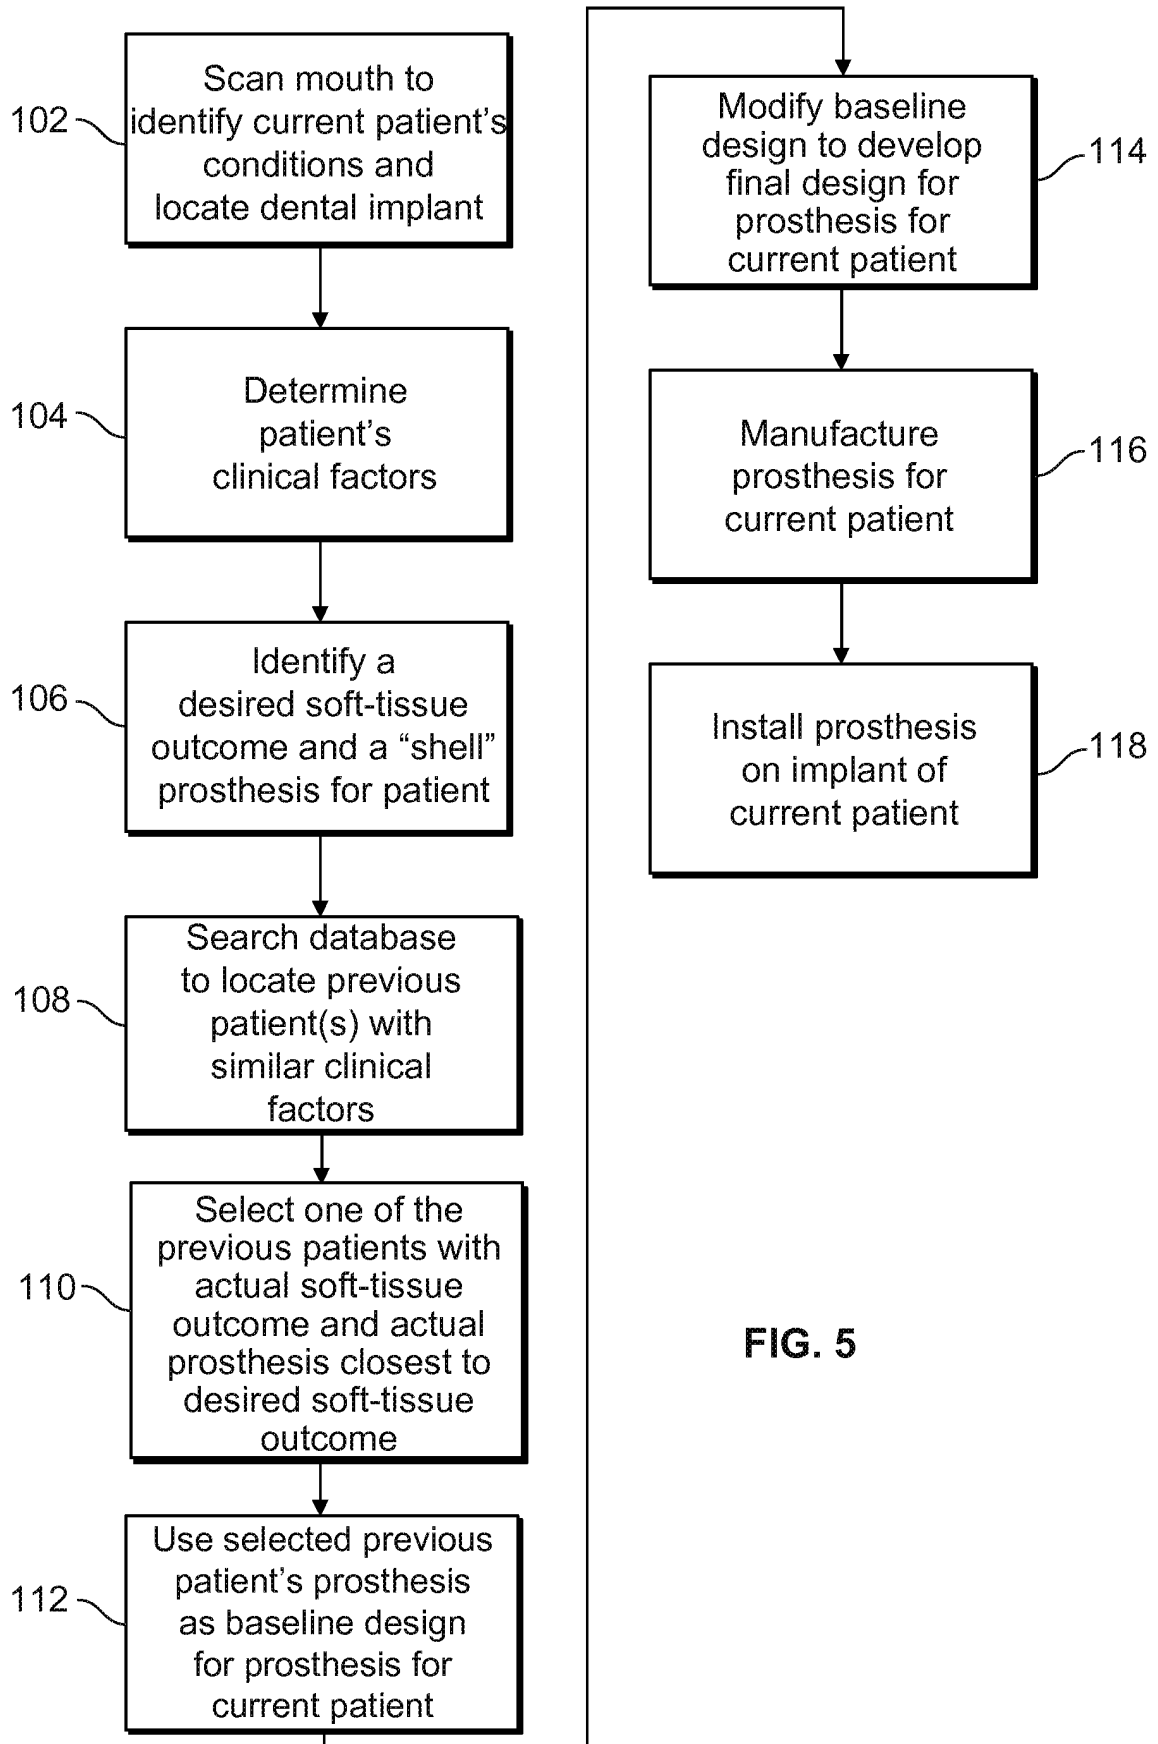 102
Scan mouth to
identify current patient’s
conditions and
locate dental implant
104
Determine
patient’s
clinical factors
106
Identify a
desired soft-tissue
outcome and a “shell”
prosthesis for patient
108
Search database
to locate previous
patient(s) with
similar clinical
factors
110
Select one of the
previous patients with
actual soft-tissue
outcome and actual
prosthesis closest to
desired soft-tissue
outcome
112
Use selected previous
patient’s prosthesis
as baseline design
for prosthesis for
current patient
Modify baseline
design to develop
final design for
prosthesis for
current patient
114
Manufacture
prosthesis for
current patient
116
Install prosthesis
on implant of
current patient
118
FIG. 5